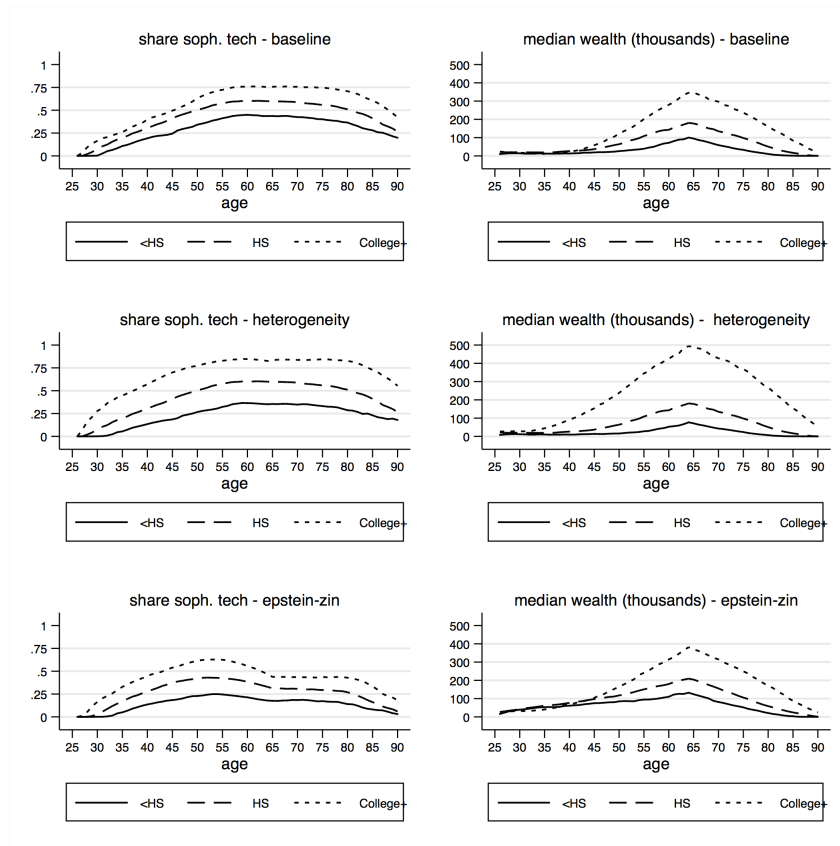 share soph. tech - baseline
1
.75
.5
.25
0
25 30 35 40 45 50 55 60 65 70 75 80 85 90
age
<HS HS College+
median wealth (thousands) - baseline
500
400
300
200
100
0
25 30 35 40 45 50 55 60 65 70 75 80 85 90
age
<HS HS College+
share soph. tech - heterogeneity
1
.75
.5
.25
0
25 30 35 40 45 50 55 60 65 70 75 80 85 90
age
<HS HS College+
median wealth (thousands) - heterogeneity
500
400
300
200
100
0
25 30 35 40 45 50 55 60 65 70 75 80 85 90
age
<HS HS College+
share soph. tech - epstein-zin
1
.75
.5
.25
0
25 30 35 40 45 50 55 60 65 70 75 80 85 90
age
<HS HS College+
median wealth (thousands) - epstein-zin
500
400
300
200
100
0
25 30 35 40 45 50 55 60 65 70 75 80 85 90
age
<HS HS College+